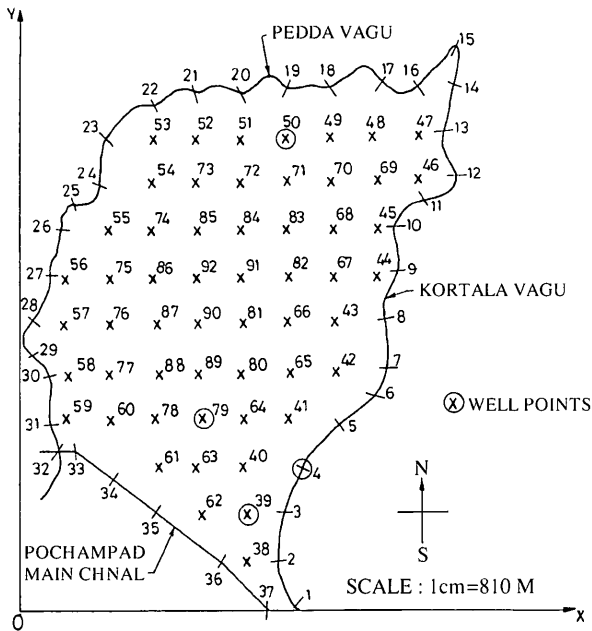 Y
PEDDA VAGU
15
22 21 20 19 18 17 16
14
23 53 52 51 50 49 48 47 13
24 54 73 72 71 70 69 46 12
25 11
26 55 74 85 84 83 68 45 10
27 56 75 86 92 91 82 67 44 9
KORTALA VAGU
28 57 76 87 90 81 66 43 8
29
30 58 77 88 89 80 65 42 7
6
WELL POINTS
31 59 60 78 79 64 41 5
32 33 61 63 40 4
34
N
35 62 39 3
S
POCHAMPAD
MAIN CHNAL
36 38 2
SCALE : 1cm=810 M
37 1
O X